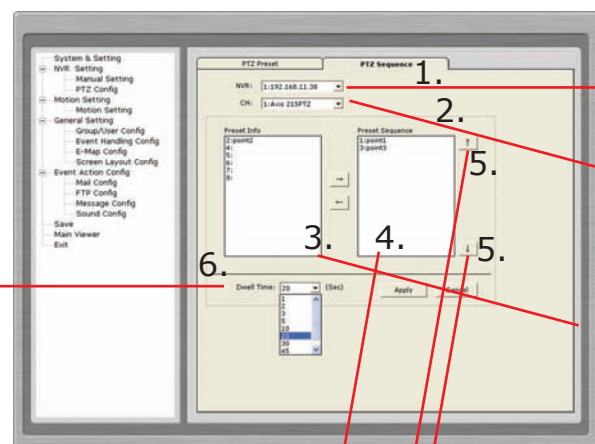 System & Setting
NVR Setting
Manual Setting
PTZ Config
Motion Setting
Motion Setting
General Setting
Group/User Config
Event Handling Config
E-Map Config
Screen Layout Config
Event Action Config
Mail Config
FTP Config
Message Config
Sound Config
Save
Main Viewer
Exit
PTZ Preset
PTZ Sequence
1.
NVR: 1:192.168.11.38
2.
CH: 1:Axis 215PTZ
Preset Info
2:point2
4:
5:
6:
7:
8:
→
←
Preset Sequence
1:point1
3:point3
↑
5.
3.
4.
5.
↓
6.
Dwell Time: 20 (Sec)
1
2
3
5
10
20
30
45
Apply
Cancel